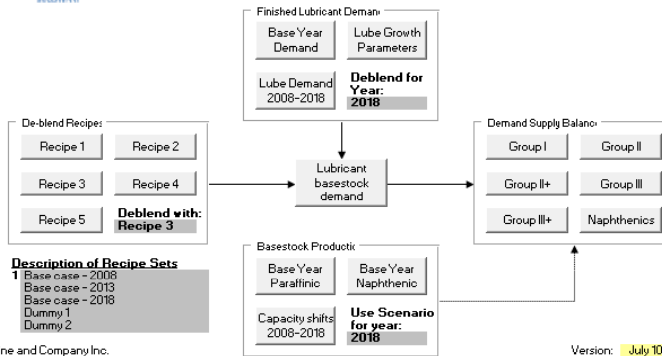 Finished Lubricant Deman
Base Year
Demand
Lube Growth
Parameters
Lube Demand
2008-2018
Deblend for
Year:
2018
De-blend Recipes
Recipe 1
Recipe 2
Recipe 3
Recipe 4
Recipe 5
Deblend with:
Recipe 3
Lubricant
basestock
demand
Demand Supply Balanc
Group I
Group II
Group II+
Group III
Group III+
Naphthenics
Basestock Productic
Base Year
Paraffinic
Base Year
Naphthenic
Capacity shifts
2008-2018
Use Scenario
for year:
2018
Description of Recipe Sets
1 Base case - 2008
Base case - 2013
Base case - 2018
Dummy 1
Dummy 2
ne and Company Inc.
Version: July 10